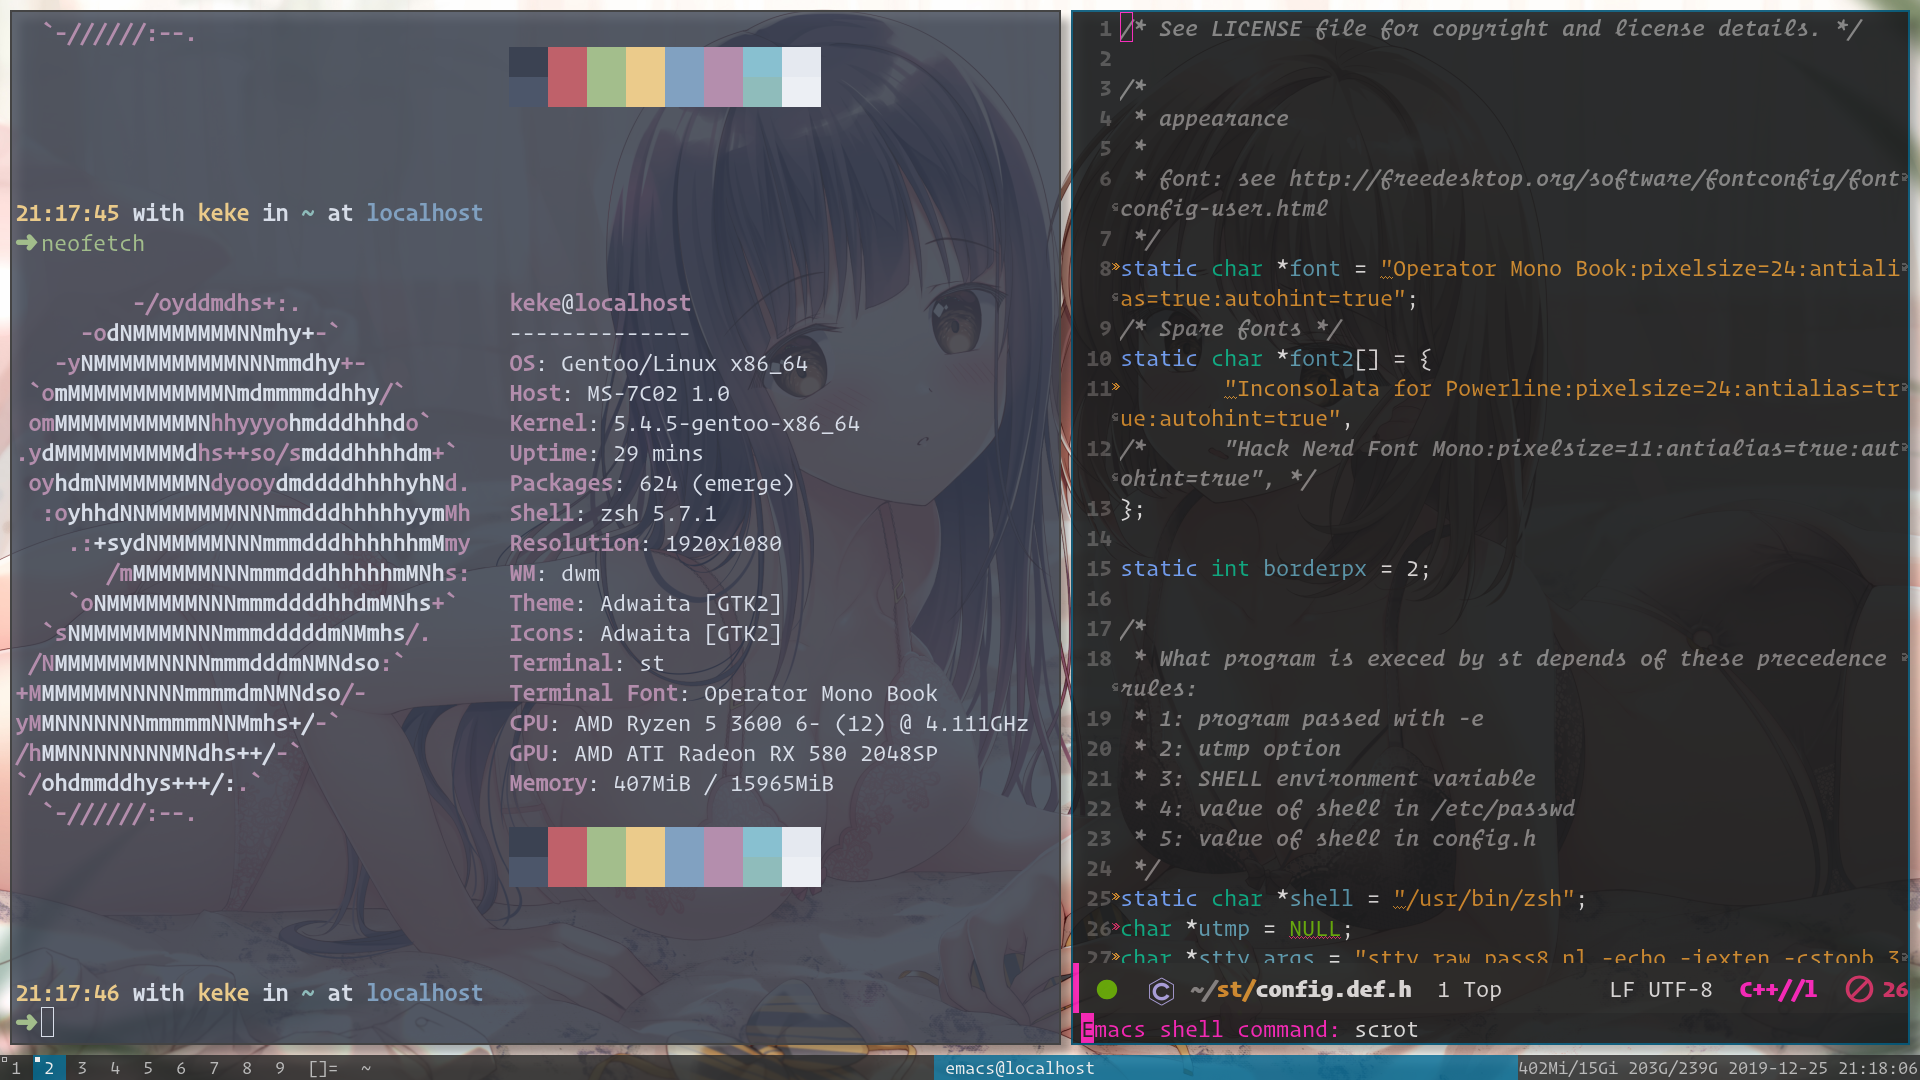 `-//////:--.
21:17:45 with keke in ~ at localhost
➜neofetch
-/oyddmdhs+:.
-odNMMMMMMMMNNmhy+-`
-yNMMMMMMMMMMMNNNmmdhy+-
`omMMMMMMMMMMMMNmdmmmmddhhy/`
omMMMMMMMMMMMNhhyyyohmdddhhhdo`
.ydMMMMMMMMMMdhs++so/smdddhhhhdm+`
oyhdmNMMMMMMMNdyooydmddddhhhhyhNd.
:oyhhdNNMMMMMMMNNNmmdddhhhhhyymMh
.:+sydNMMMMMNNNmmmdddhhhhhhmMmy
/mMMMMMMNNNmmmdddhhhhhmMNhs:
`oNMMMMMMMNNNmmmddddhhdmMNhs+`
`sNMMMMMMMMNNNmmmdddddmNMmhs/.
/NMMMMMMMMNNNNmmmdddmNMNdso:`
+MMMMMMMNNNNNmmmmdmNMNdso/-
yMMNNNNNNNmmmmmNNMmhs+/-`
/hMMNNNNNNNNMNdhs++/-`
`/ohdmmddhys+++/:.`
`-//////:--.
keke@localhost
--------------
OS: Gentoo/Linux x86_64
Host: MS-7C02 1.0
Kernel: 5.4.5-gentoo-x86_64
Uptime: 29 mins
Packages: 624 (emerge)
Shell: zsh 5.7.1
Resolution: 1920x1080
WM: dwm
Theme: Adwaita [GTK2]
Icons: Adwaita [GTK2]
Terminal: st
Terminal Font: Operator Mono Book
CPU: AMD Ryzen 5 3600 6- (12) @ 4.111GHz
GPU: AMD ATI Radeon RX 580 2048SP
Memory: 407MiB / 15965MiB
21:17:46 with keke in ~ at localhost
➜
1 /* See LICENSE file for copyright and license details. */
2
3 /*
4  * appearance
5  *
6  * font: see http://freedesktop.org/software/fontconfig/font
config-user.html
7  */
8 static char *font = "Operator Mono Book:pixelsize=24:antiali
as=true:autohint=true";
9 /* Spare fonts */
10 static char *font2[] = {
11 "Inconsolata for Powerline:pixelsize=24:antialias=tr
ue:autohint=true",
12 /* "Hack Nerd Font Mono:pixelsize=11:antialias=true:aut
ohint=true", */
13 };
14
15 static int borderpx = 2;
16
17 /*
18  * What program is execed by st depends of these precedence
rules:
19  * 1: program passed with -e
20  * 2: utmp option
21  * 3: SHELL environment variable
22  * 4: value of shell in /etc/passwd
23  * 5: value of shell in config.h
24  */
25 static char *shell = "/usr/bin/zsh";
26 char *utmp = NULL;
27 char *stty_args = "stty raw pass8 nl -echo -iexten -cstopb 3
C ~/st/config.def.h 1 Top LF UTF-8 C++//l 26
Emacs shell command: scrot
1 2 3 4 5 6 7 8 9 []= ~ emacs@localhost 402Mi/15Gi 203G/239G 2019-12-25 21:18:06